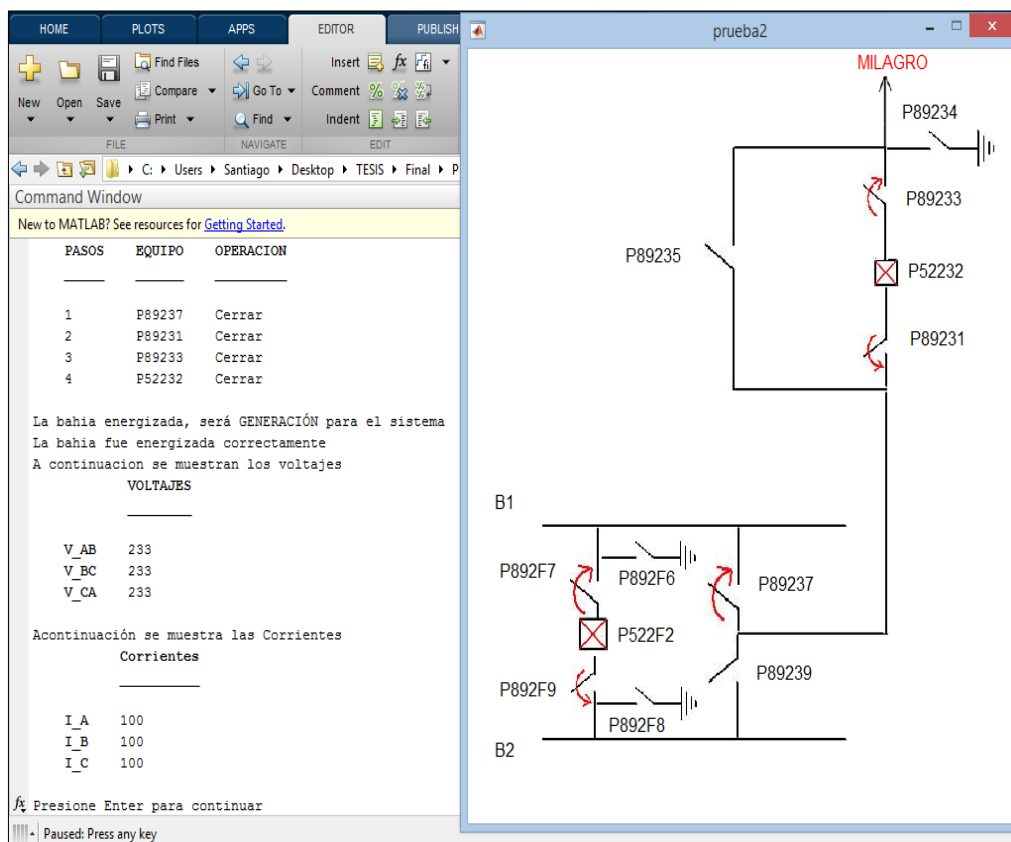 HOME PLOTS APPS EDITOR PUBLISH
New Open Save
Find Files
Compare
Print
Go To
Find
Insert fx
Comment
Indent
FILE NAVIGATE EDIT
C: Users Santiago Desktop TESIS Final P
Command Window
New to MATLAB? See resources for Getting Started.
PASOS EQUIPO OPERACION
1 P89237 Cerrar
2 P89231 Cerrar
3 P89233 Cerrar
4 P52232 Cerrar
La bahia energizada, será GENERACIÓN para el sistema
La bahia fue energizada correctamente
A continuacion se muestran los voltajes
VOLTAJES
V_AB 233
V_BC 233
V_CA 233
Acontinuación se muestra las Corrientes
Corrientes
I_A 100
I_B 100
I_C 100
fx Presione Enter para continuar
Paused: Press any key
prueba2
MILAGRO
P89234
P89233
P89235
P52232
P89231
B1
P892F7
P892F6
P89237
P522F2
P892F9
P89239
P892F8
B2